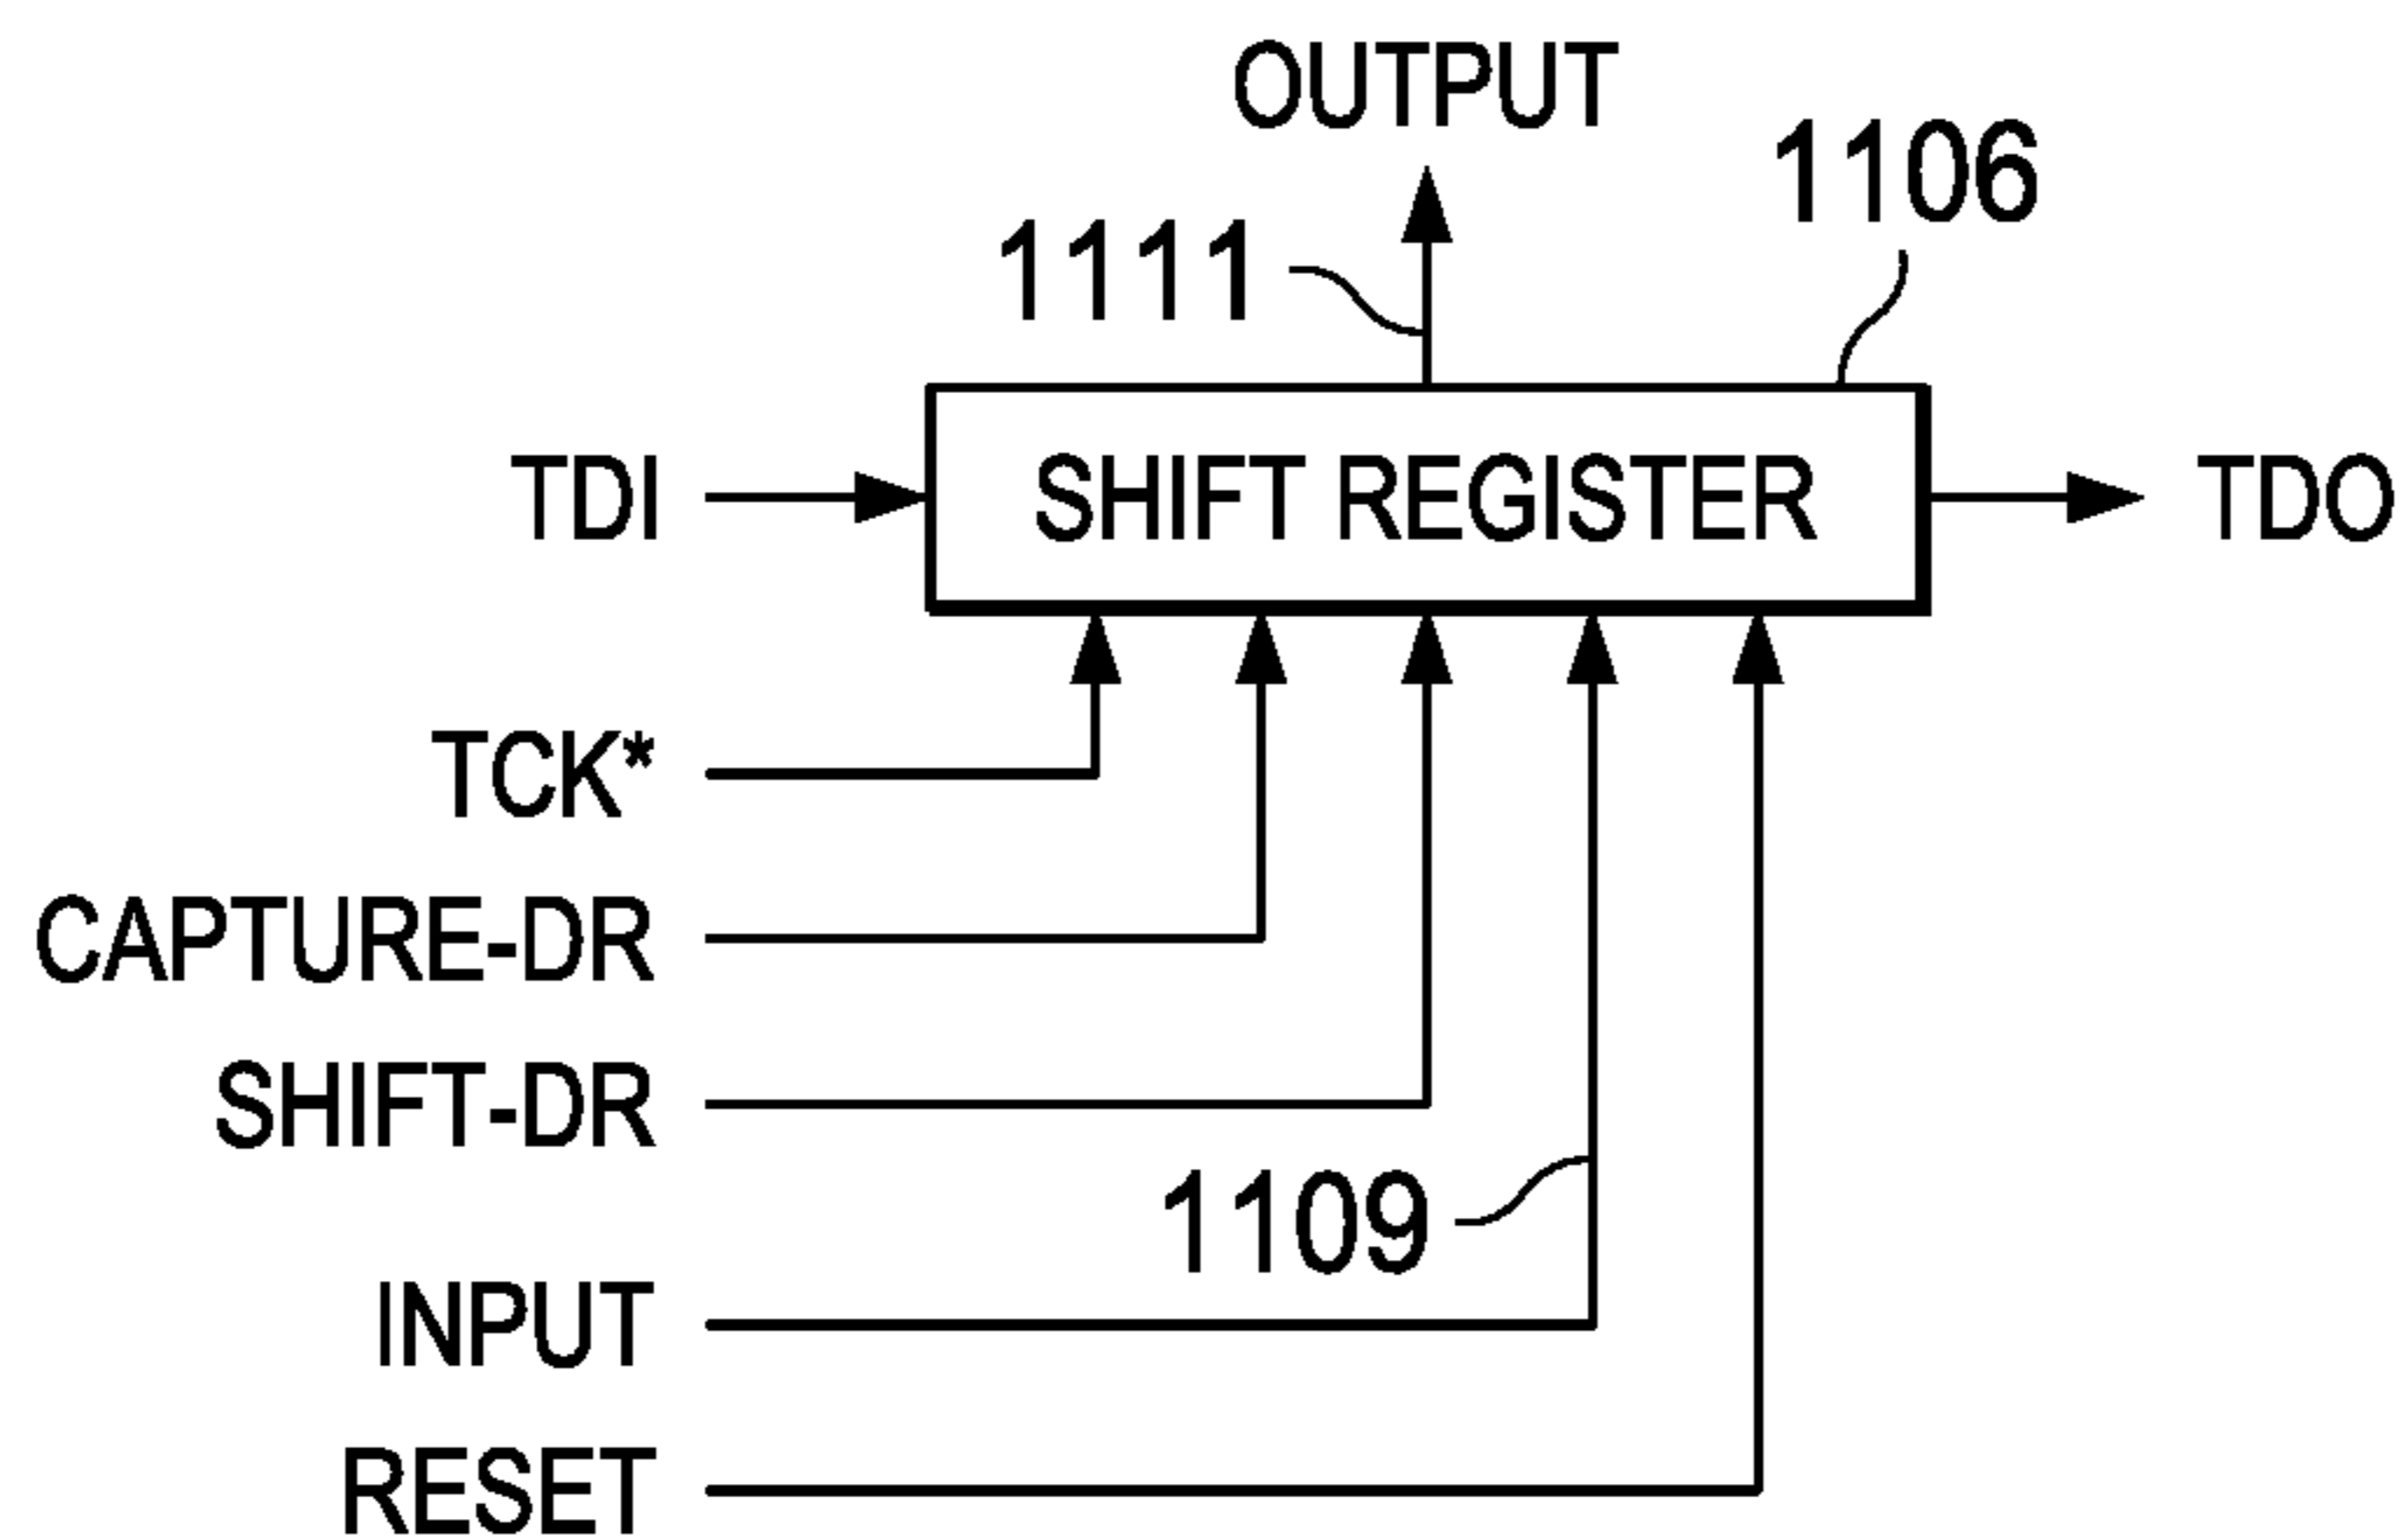 OUTPUT
1106
1111
TDI
SHIFT REGISTER
TDO
TCK*
CAPTURE-DR
SHIFT-DR
1109
INPUT
RESET